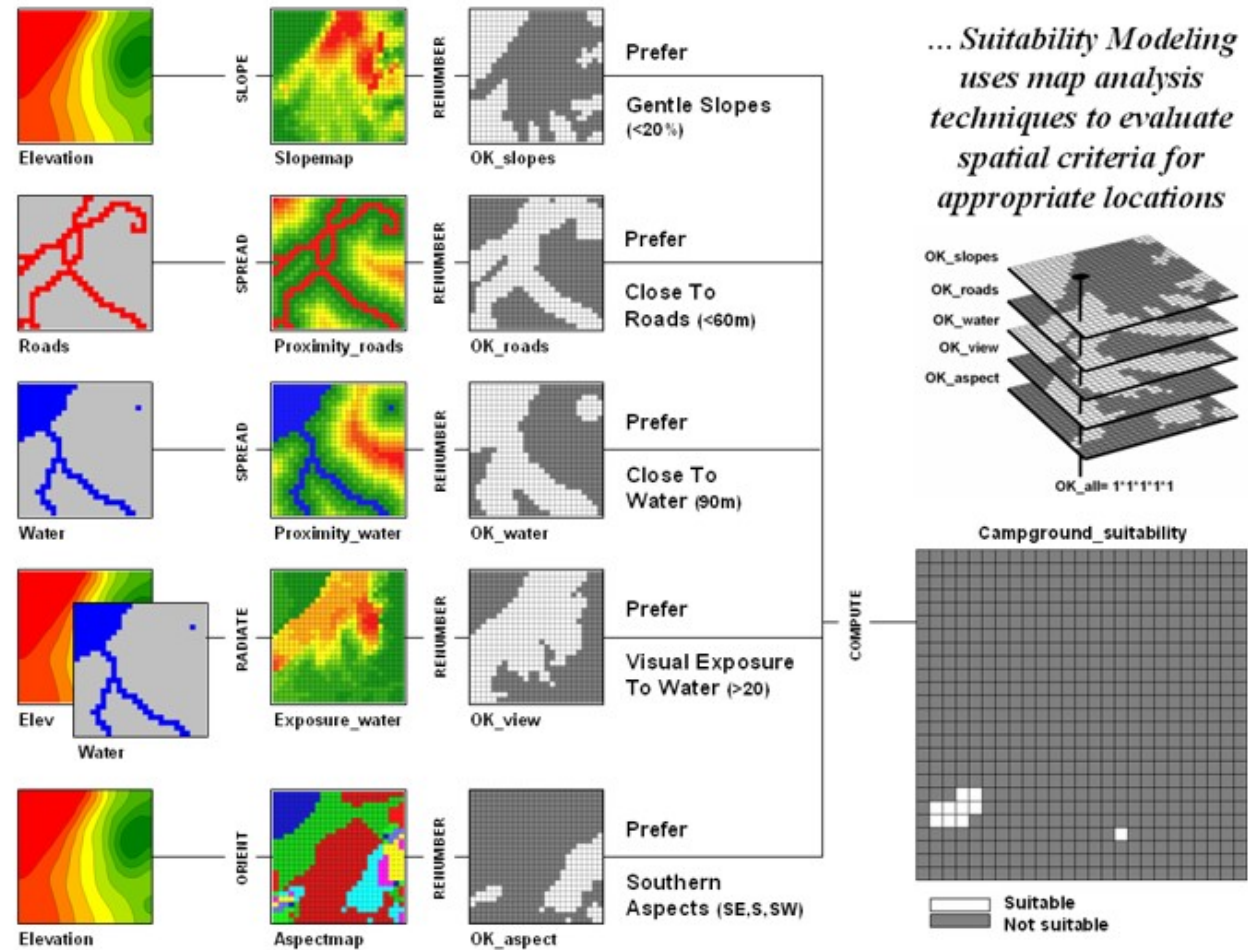 SLOPE
RENUMBER
Prefer
Gentle Slopes
(<20%)
Elevation
Slopemap
OK_slopes
SPREAD
RENUMBER
Prefer
Close To
Roads (<60m)
Roads
Proximity_roads
OK_roads
SPREAD
RENUMBER
Prefer
Close To
Water (90m)
Water
Proximity_water
OK_water
RADIATE
RENUMBER
Prefer
Visual Exposure
To Water (>20)
Elev
Water
Exposure_water
OK_view
ORIENT
RENUMBER
Prefer
Southern
Aspects (SE,S,SW)
Elevation
Aspectmap
OK_aspect
COMPUTE
... Suitability Modeling
uses map analysis
techniques to evaluate
spatial criteria for
appropriate locations
OK_slopes
OK_roads
OK_water
OK_view
OK_aspect
OK_all= 1*1*1*1*1
Campground_suitability
Suitable
Not suitable